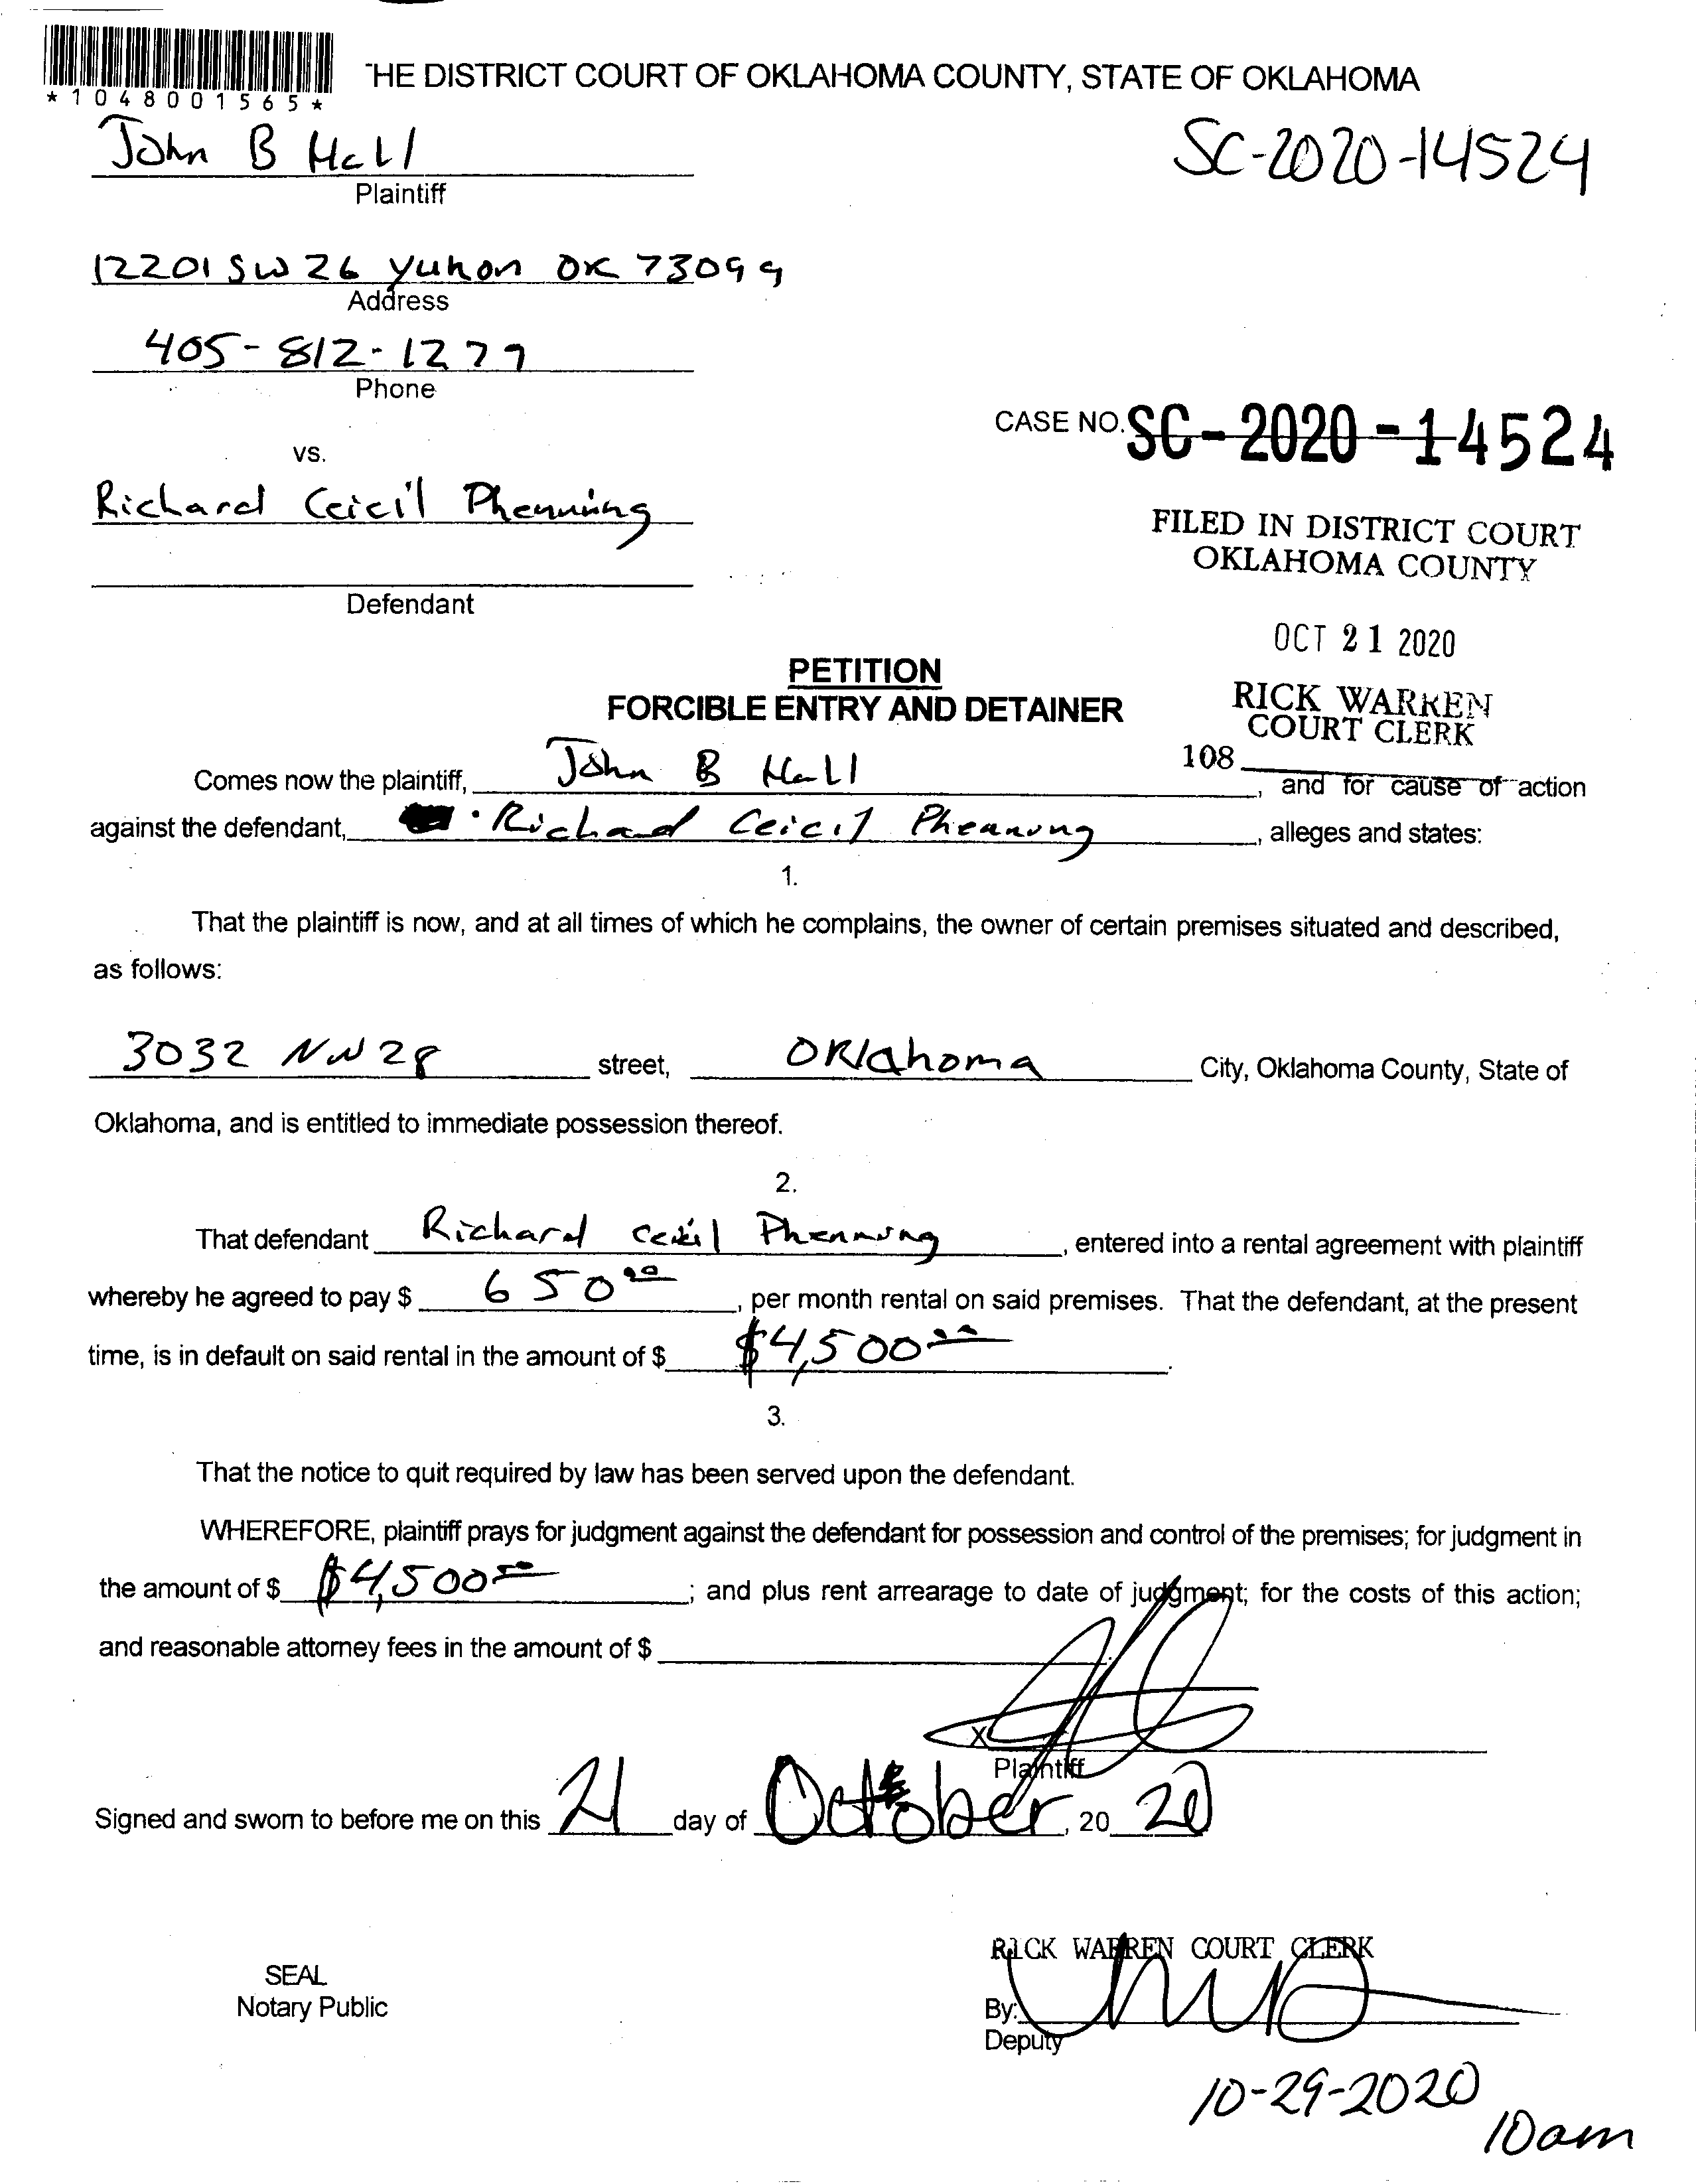 *1048001565*
THE DISTRICT COURT OF OKLAHOMA COUNTY, STATE OF OKLAHOMA
John B Hall
SC-2020-14524
Plaintiff
12201 SW 26 Yukon OK 73099
Address
405-812-1279
Phone
CASE NO. SC-2020-14524
vs.
Richard Ceicil Phenning
FILED IN DISTRICT COURT
OKLAHOMA COUNTY
Defendant
OCT 21 2020
PETITION
FORCIBLE ENTRY AND DETAINER
RICK WARREN
COURT CLERK
108
Comes now the plaintiff, John B Hall, and for cause of action
against the defendant, Richard Ceicil Phenning, alleges and states:
1.
That the plaintiff is now, and at all times of which he complains, the owner of certain premises situated and described,
as follows:
3032 NW 28 street, Oklahoma City, Oklahoma County, State of
Oklahoma, and is entitled to immediate possession thereof.
2.
That defendant Richard Ceicil Phenning, entered into a rental agreement with plaintiff
whereby he agreed to pay $ 650.00, per month rental on said premises. That the defendant, at the present
time, is in default on said rental in the amount of $ $4,500.00.
3.
That the notice to quit required by law has been served upon the defendant.
WHEREFORE, plaintiff prays for judgment against the defendant for possession and control of the premises; for judgment in
the amount of $ $4,500.00; and plus rent arrearage to date of judgment; for the costs of this action;
and reasonable attorney fees in the amount of $
X
Plaintiff
Signed and sworn to before me on this 21 day of October, 2020
RICK WARREN COURT CLERK
SEAL
Notary Public
By:
Deputy
10-29-2020
10am